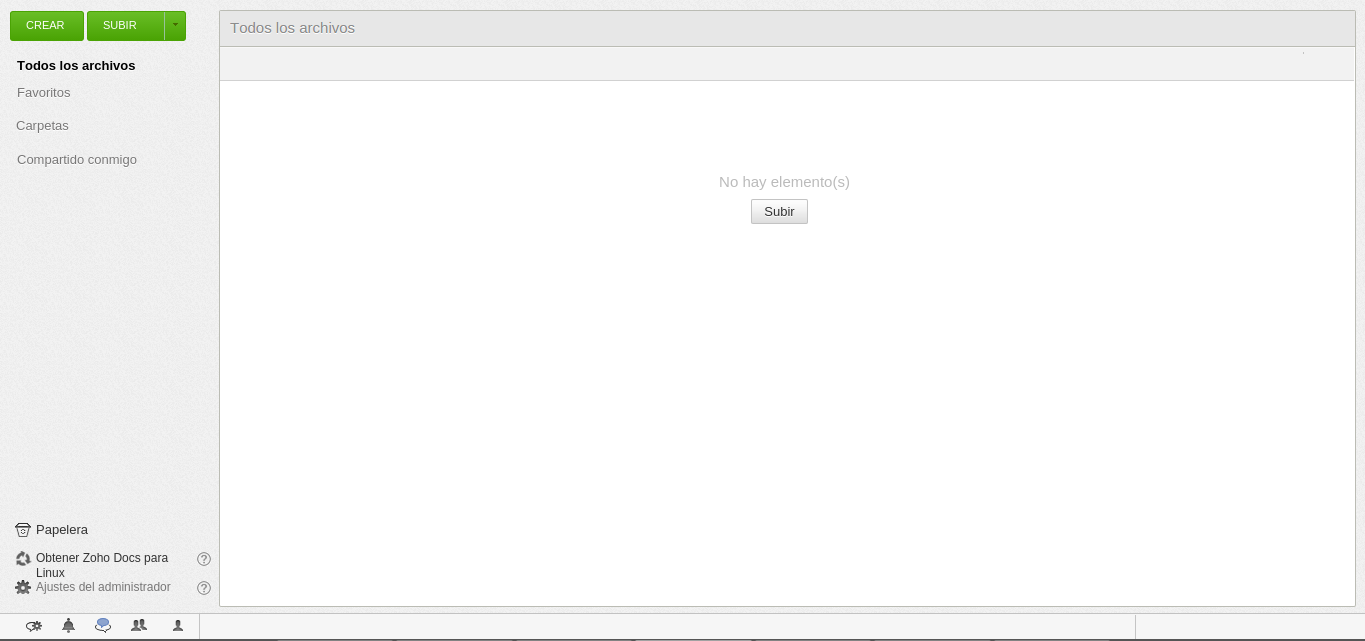 CREAR
SUBIR
Todos los archivos
Todos los archivos
Favoritos
Carpetas
Compartido conmigo
No hay elemento(s)
Subir
Papelera
Obtener Zoho Docs para
Linux
?
Ajustes del administrador
?